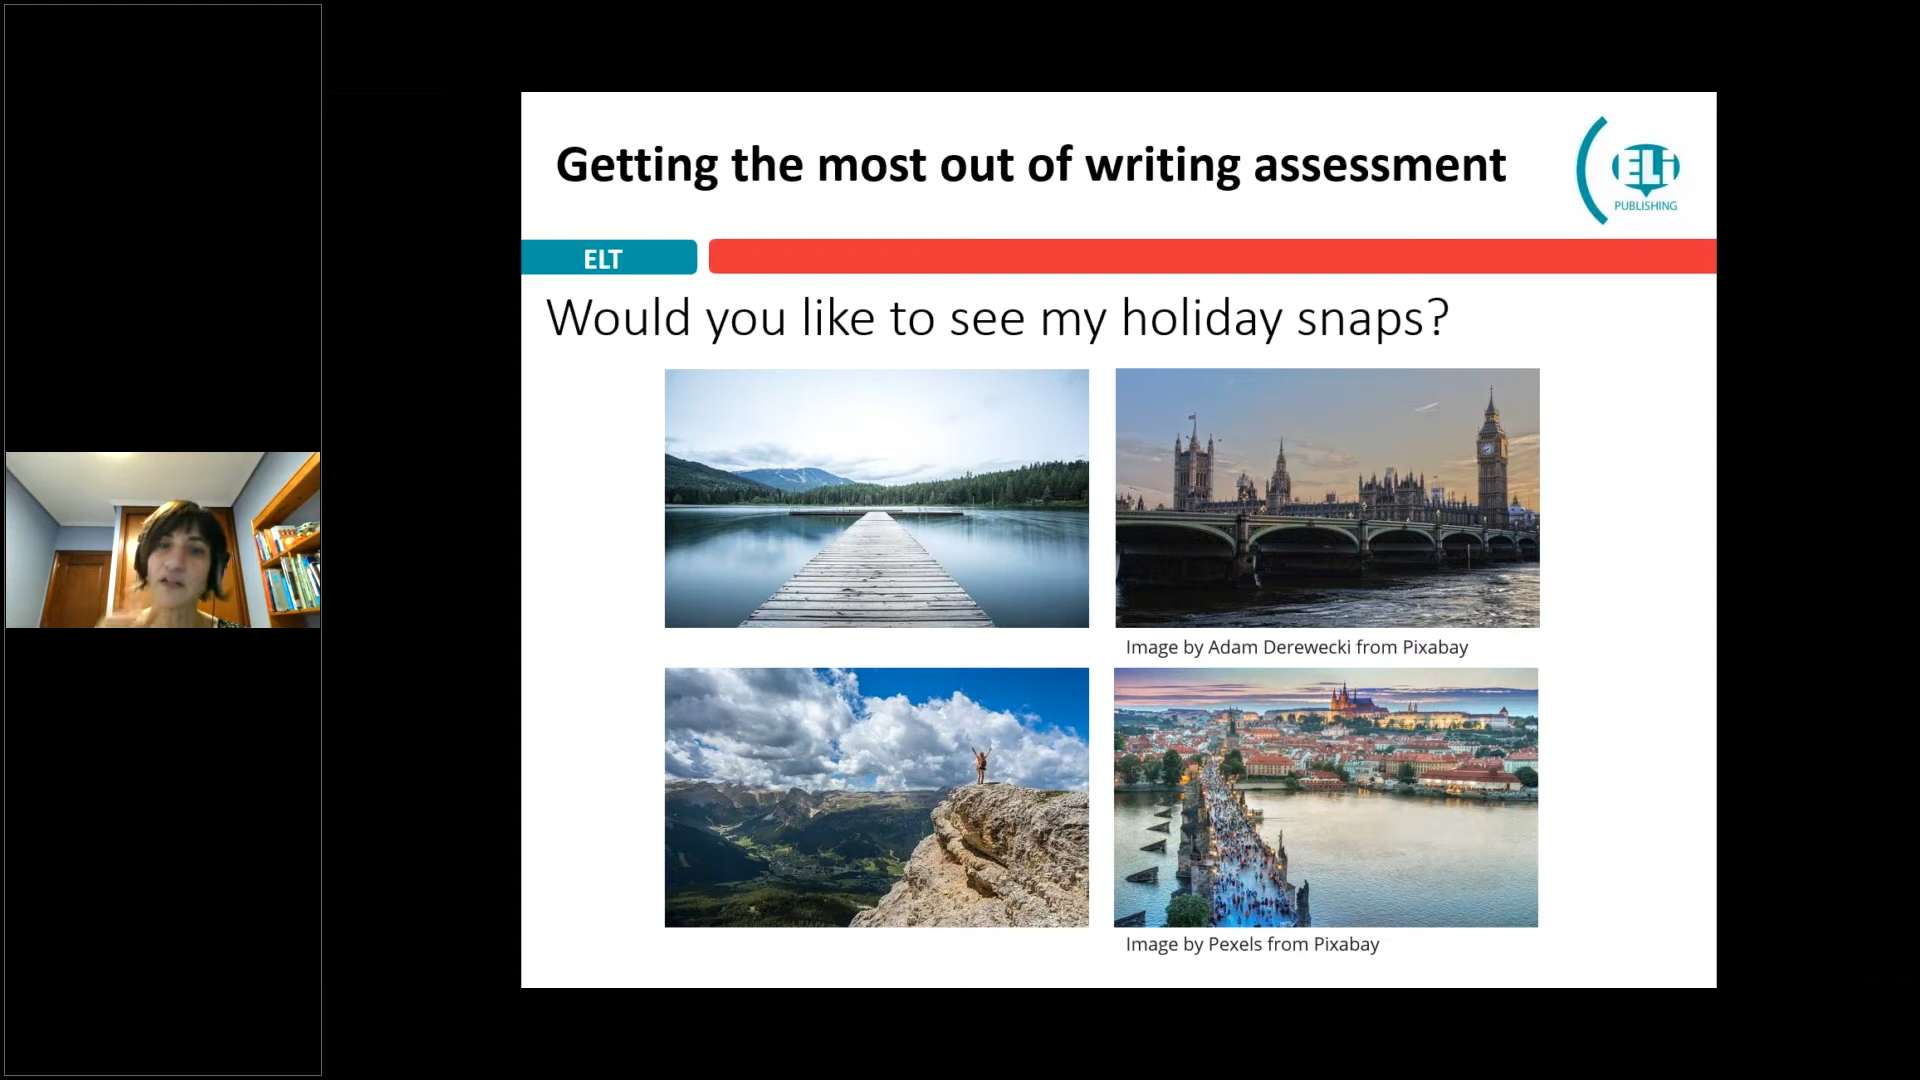 Getting the most out of writing assessment
ELi
PUBLISHING
ELT
Would you like to see my holiday snaps?
Image by Adam Derewecki from Pixabay
Image by Pexels from Pixabay